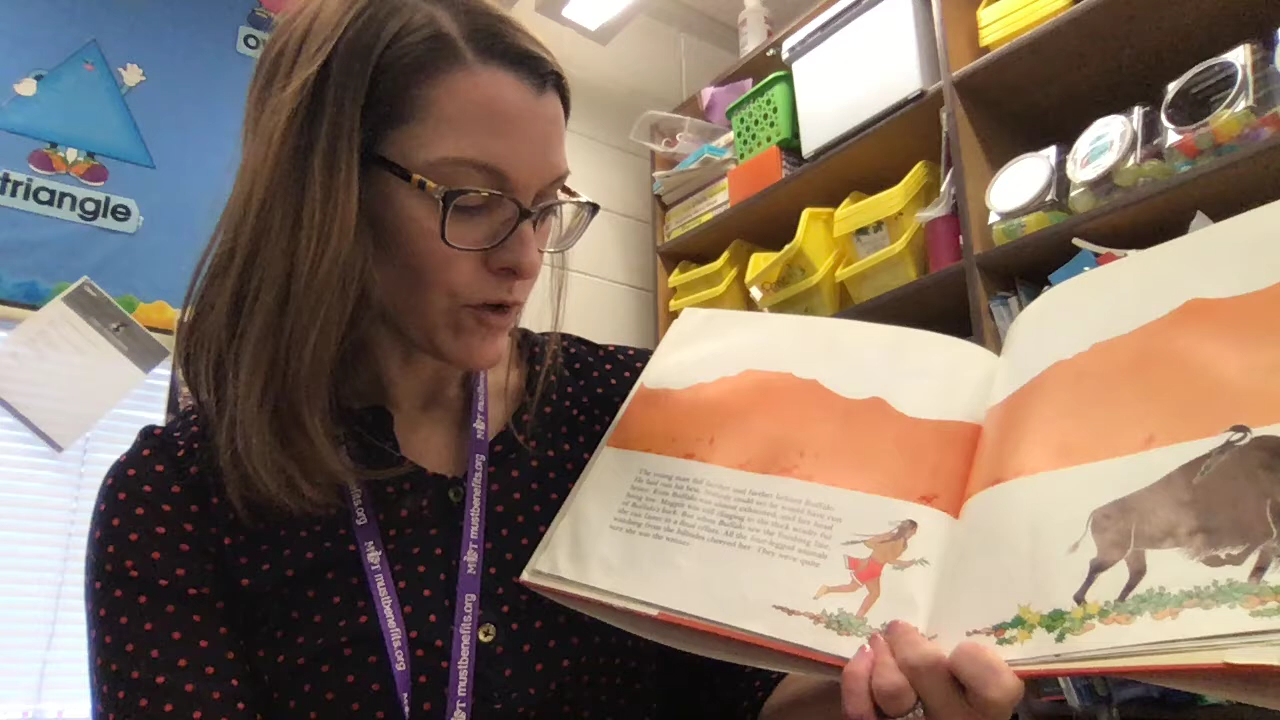 triangle
The young man fell farther and farther behind Buffalo.
He had run his best. Nobody could say he would have run
better. Even Buffalo was almost exhausted, and her head
hung low. Magpie was still clinging to the thick woolly fur
of Buffalo's back. But when Buffalo saw the finishing line,
she ran faster in a final effort. All the four-legged animals
watching from the hillsides cheered her. They were quite
sure she was the winner.
MUST mustbenefits.org
mustbenefits.org
MUST mustbenefits.org